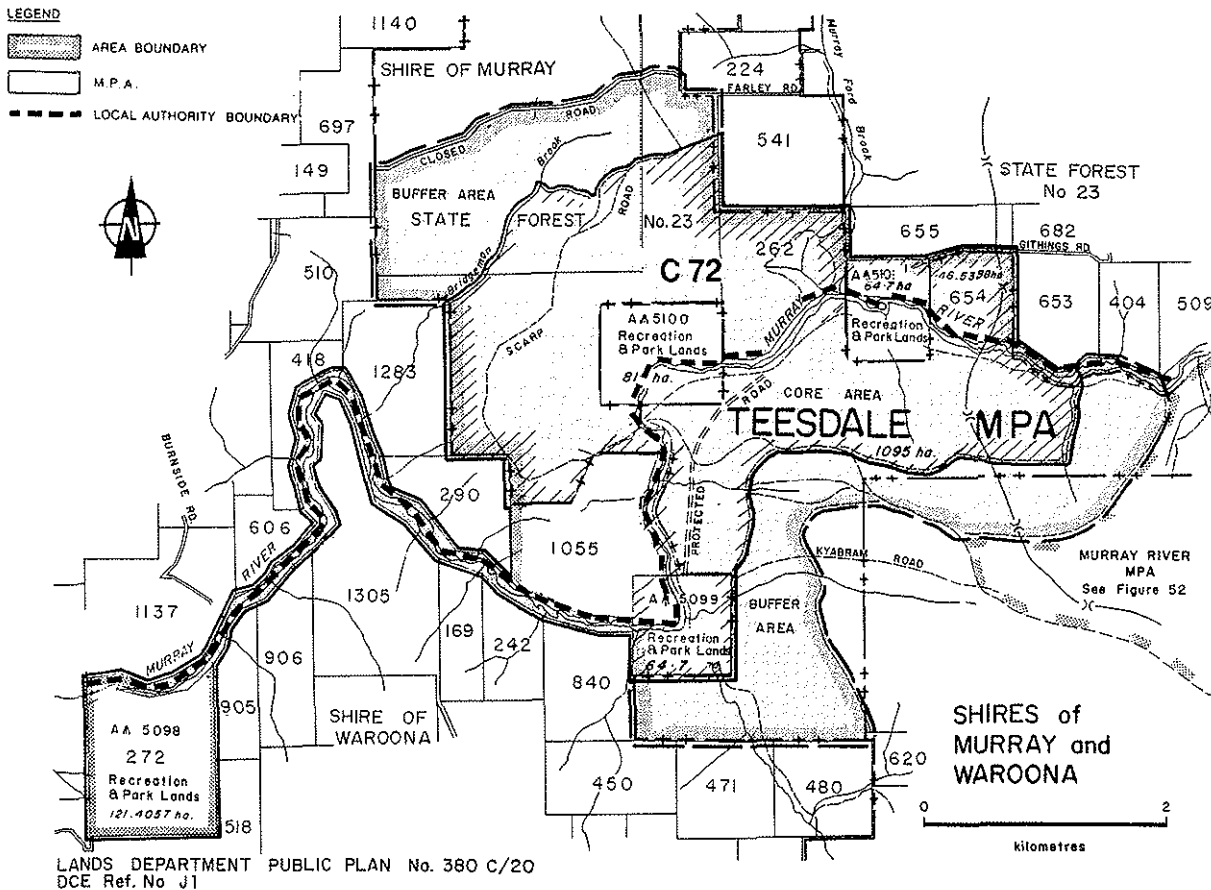 LEGEND
AREA BOUNDARY
M.P.A.
LOCAL AUTHORITY BOUNDARY
1140
SHIRE OF MURRAY
697
149
CLOSED ROAD
224
FARLEY RD.
Murray Ford Brook
541
STATE FOREST
No 23
BUFFER AREA
STATE FOREST No. 23
Bridgeman Brook
SCARP ROAD
N
510
262
655
682
GITHINGS RD
C 72
AA510
64.7 ha
46.5388ha
654
653
404
509
AA5100
Recreation
& Park Lands
81 ha.
MURRAY RIVER
Recreation
& Park Lands
418
1283
CORE AREA
TEESDALE MPA
1095 ha.
PROTECTED ROAD
BURNSIDE RD.
606
290
1055
KYABRAM ROAD
MURRAY RIVER
MPA
See Figure 52
1137
MURRAY RIVER
1305
169
242
AA 5099
Recreation
& Park Lands
64.7
BUFFER
AREA
906
905
840
SHIRE OF
WAROONA
AA 5098
272
Recreation
& Park Lands
121.4057 ha.
518
450
471
480
620
SHIRES of
MURRAY and
WAROONA
0 2
kilometres
LANDS DEPARTMENT PUBLIC PLAN No. 380 C/20
DCE Ref. No J1